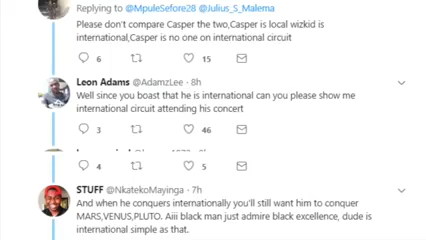 Replying to @MpuleSefore28 @Julius_S_Malema
Please don't compare Casper the two,Casper is local wizkid is
international,Casper is no one on international circuit
6 15
Leon Adams @AdamzLee · 8h
Well since you boast that he is international can you please show me
international circuit attending his concert
3 46
4 5
STUFF @NkatekoMayinga · 7h
And when he conquers internationally you'll still want him to conquer
MARS,VENUS,PLUTO. Aiii black man just admire black excellence, dude is
international simple as that.